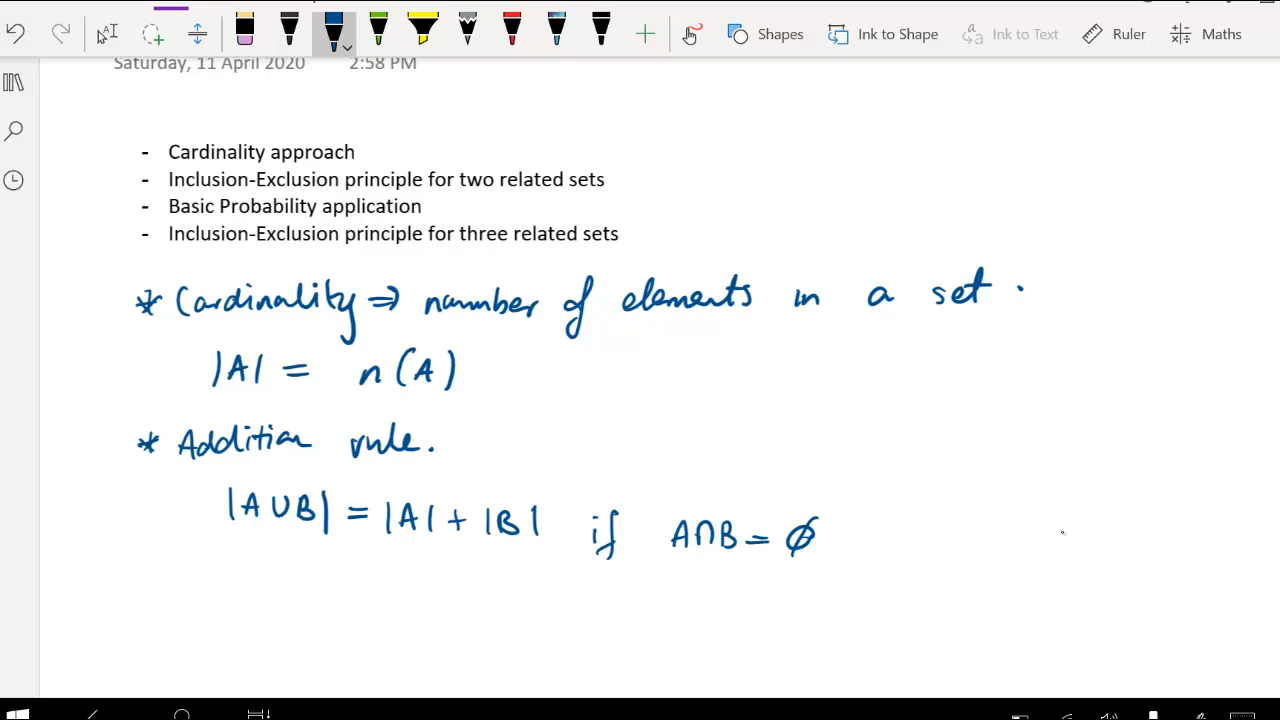 Shapes Ink to Shape Ink to Text Ruler Maths
Saturday, 11 April 2020 2:58 PM
- Cardinality approach
- Inclusion-Exclusion principle for two related sets
- Basic Probability application
- Inclusion-Exclusion principle for three related sets
* Cardinality ⇒ number of elements in a set.
|A| = n(A)
* Addition rule.
|A∪B| = |A| + |B| if A∩B = ∅